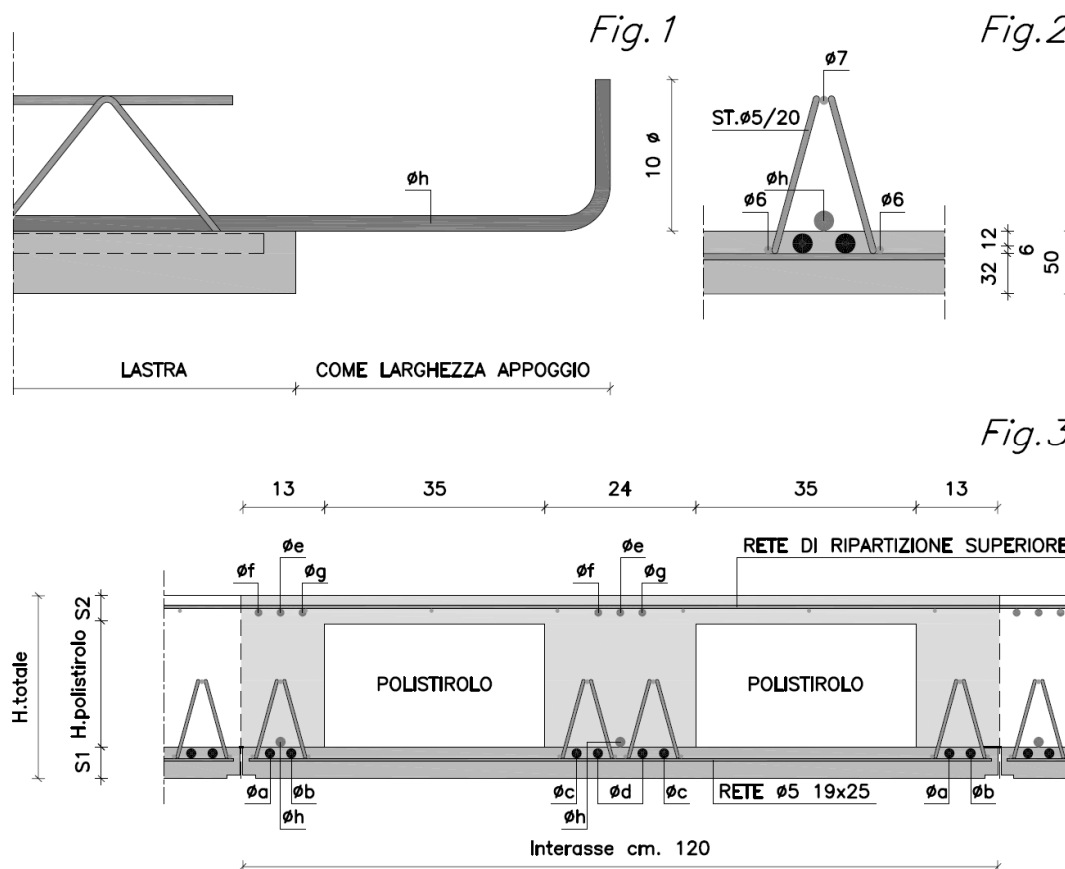 Fig.1
Øh
10 Ø
LASTRA
COME LARGHEZZA APPOGGIO
Fig.2
Ø7
ST.Ø5/20
Øh
Ø6
Ø6
12
6
32
50
Fig.3
13
35
24
35
13
RETE DI RIPARTIZIONE SUPERIORE
Øe
Øf
Øg
Øe
Øf
Øg
H.totale
S2
H.polistirolo
S1
POLISTIROLO
POLISTIROLO
Øa
Øb
Øh
Øc
Ød
Øc
Øh
RETE Ø5 19x25
Øa
Øb
Interasse cm. 120